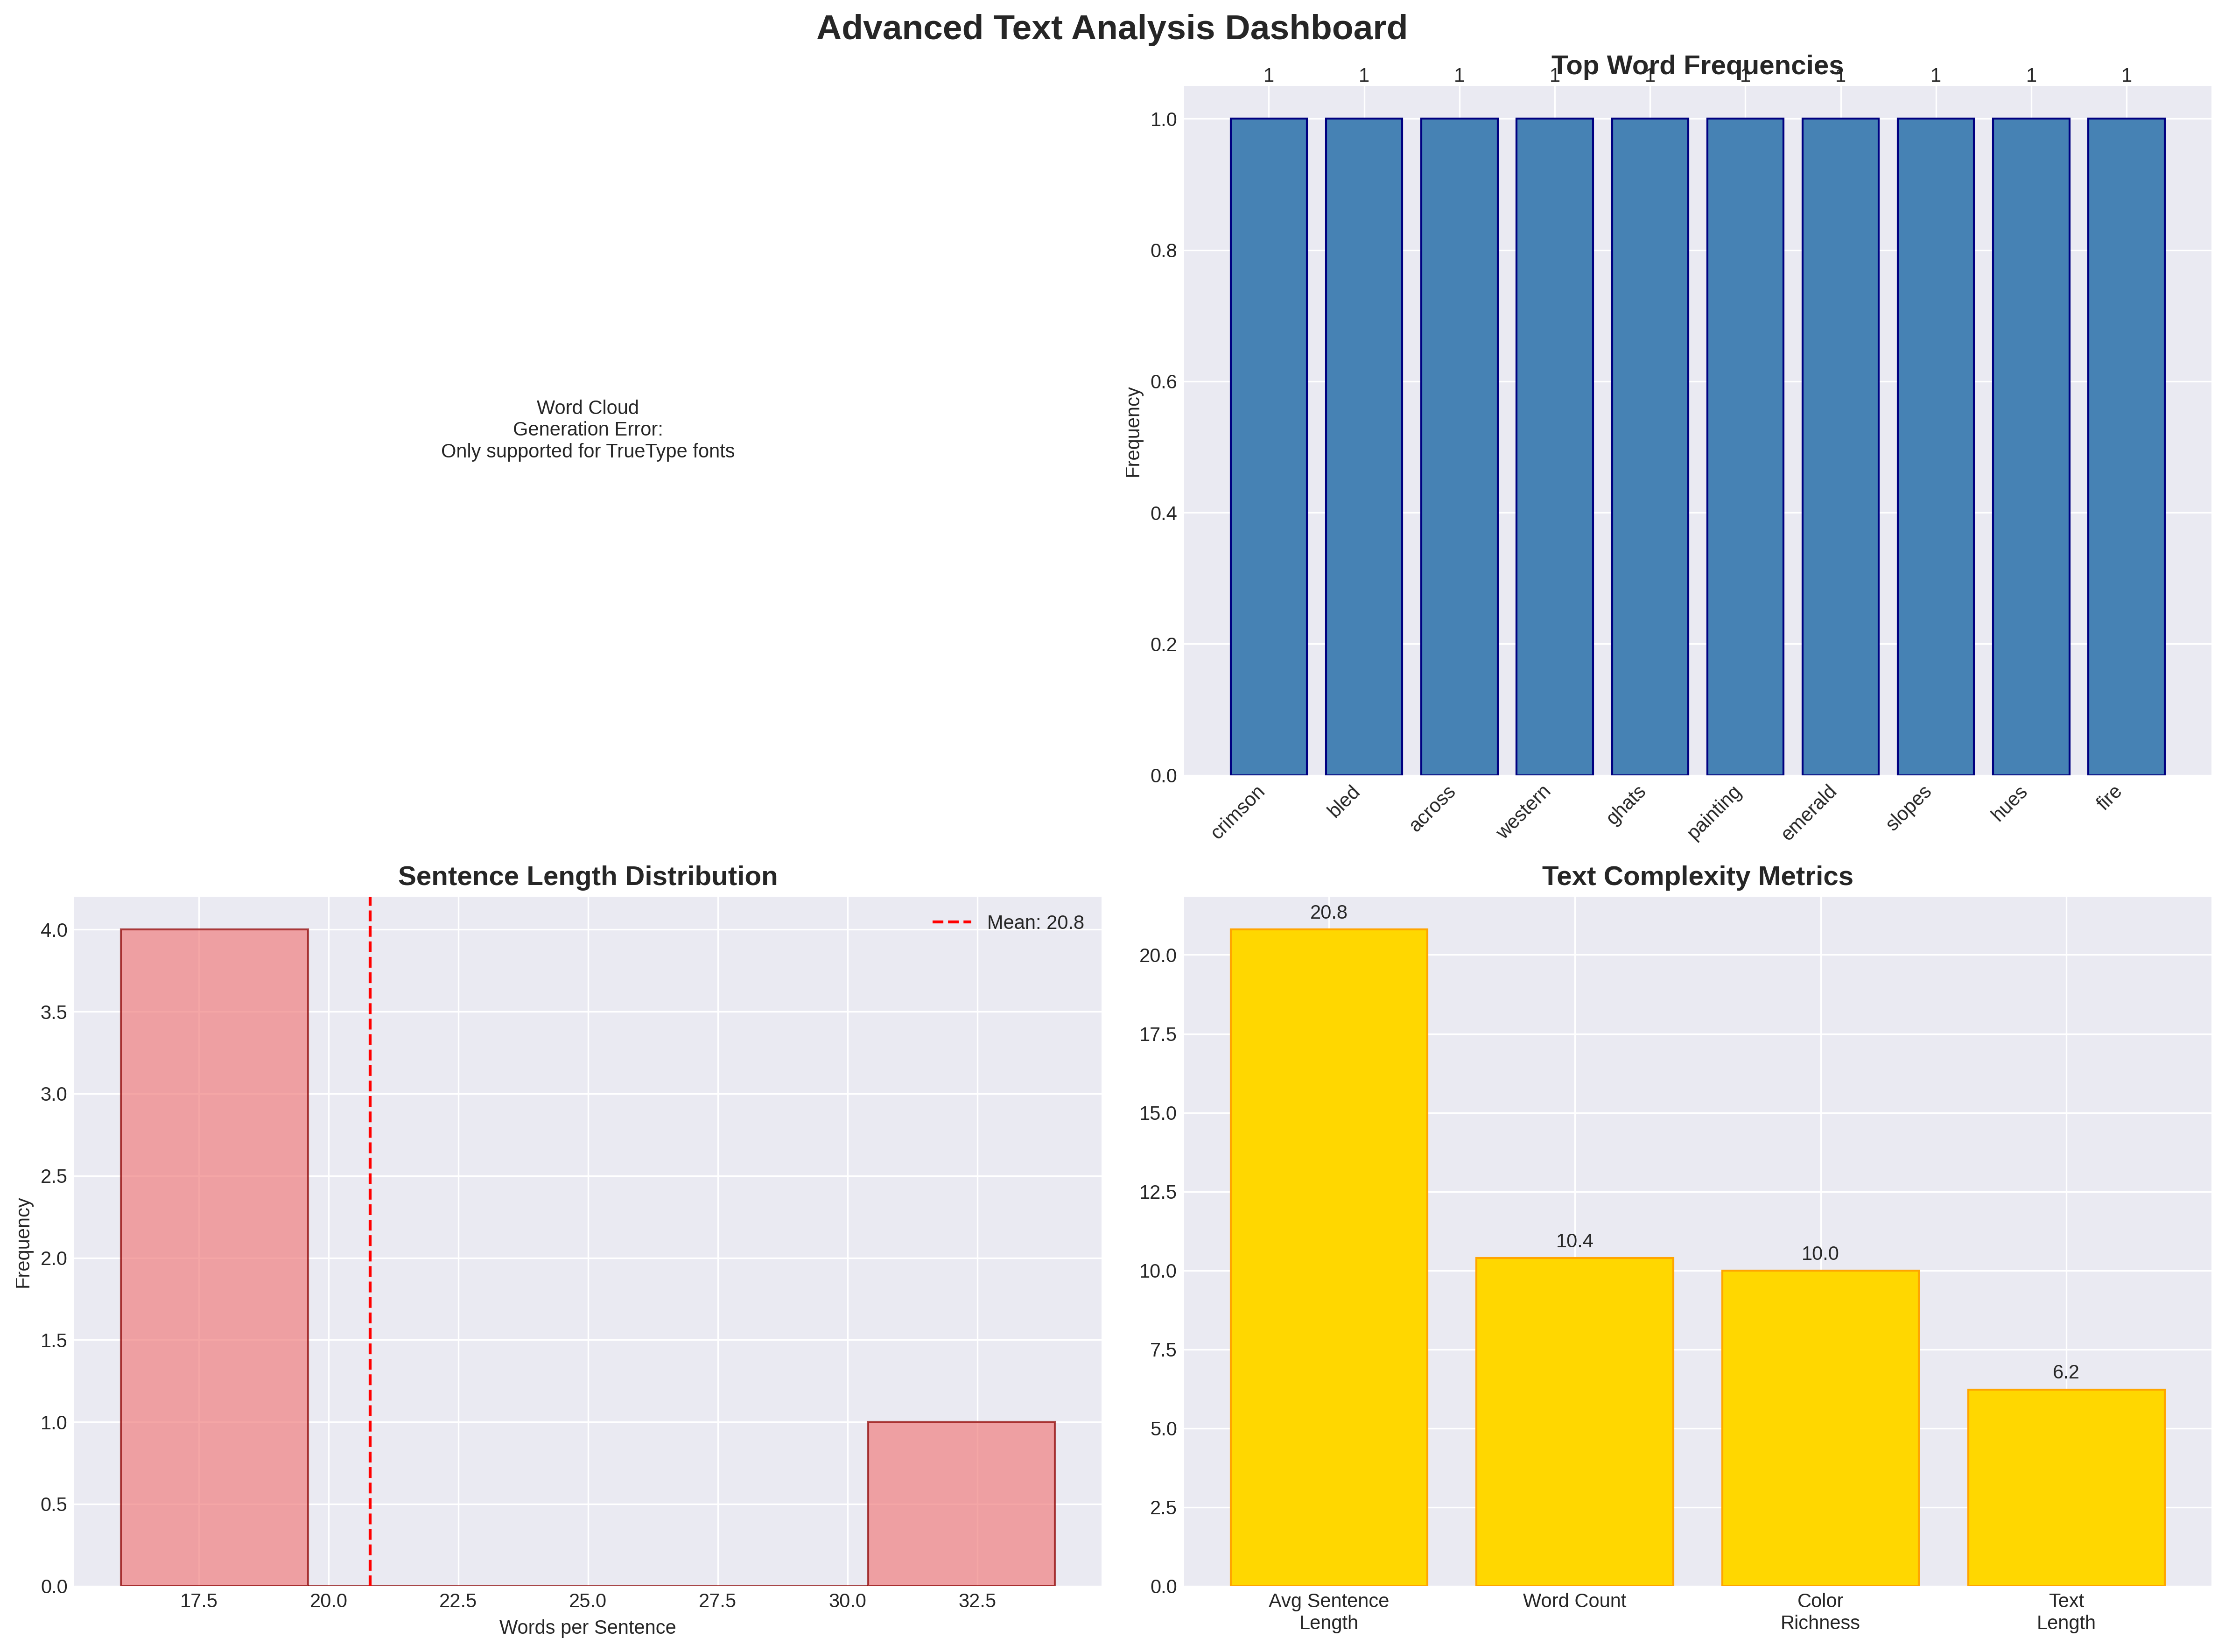 Advanced Text Analysis Dashboard
Word Cloud
Generation Error:
Only supported for TrueType fonts
Top Word Frequencies
1 1 1 1 1 1 1 1 1 1
1.0
0.8
0.6
0.4
0.2
0.0
Frequency
crimson bled across western ghats painting emerald slopes hues fire
Sentence Length Distribution
Mean: 20.8
4.0
3.5
3.0
2.5
2.0
1.5
1.0
0.5
0.0
Frequency
17.5 20.0 22.5 25.0 27.5 30.0 32.5
Words per Sentence
Text Complexity Metrics
20.8
10.4
10.0
6.2
20.0
17.5
15.0
12.5
10.0
7.5
5.0
2.5
0.0
Avg Sentence Word Count Color Text
Length Richness Length